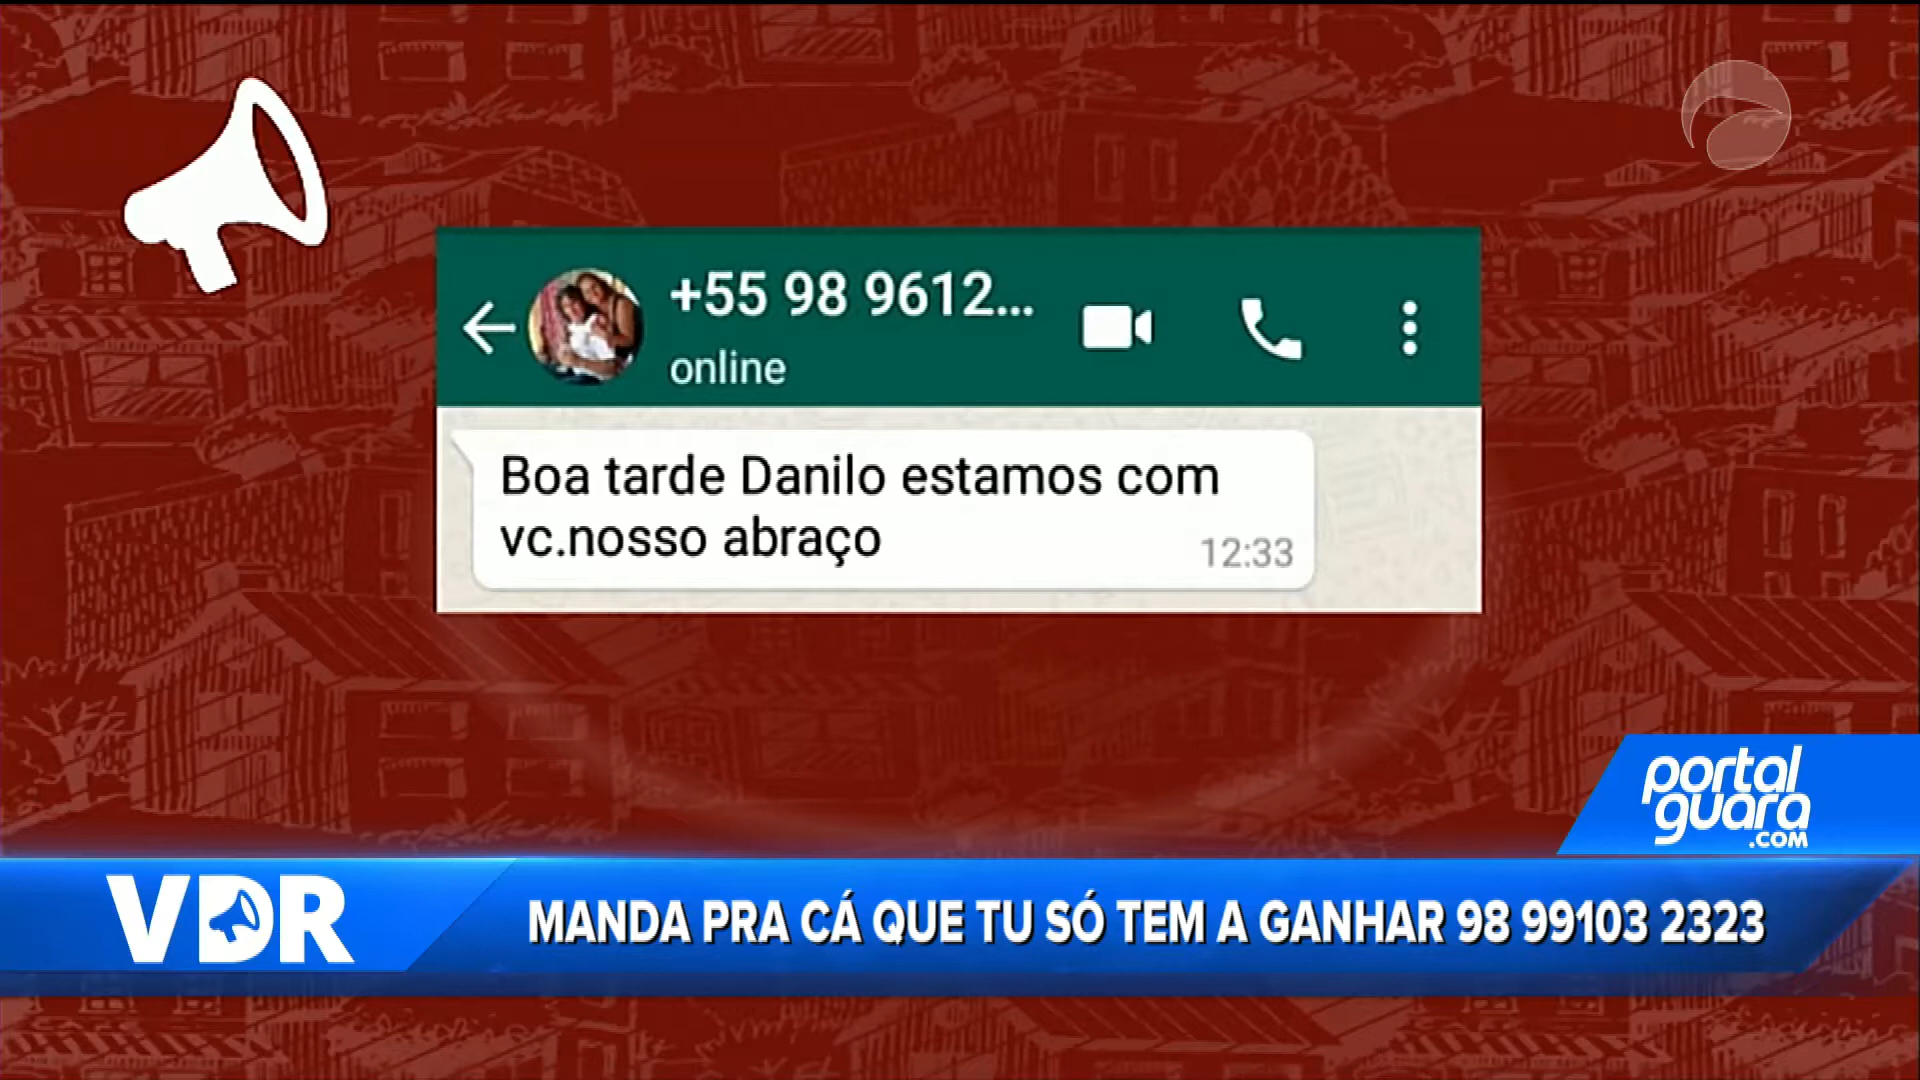 +55 98 9612...
online
Boa tarde Danilo estamos com
vc.nosso abraço
12:33
portal
guara
.COM
VDR
MANDA PRA CÁ QUE TU SÓ TEM A GANHAR 98 99103 2323